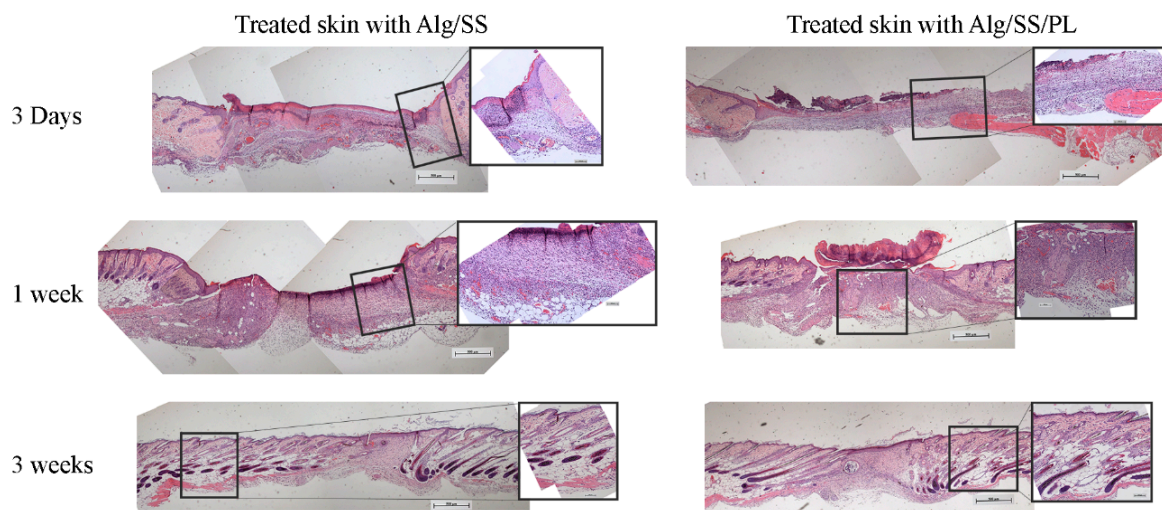 Treated skin with Alg/SS
Treated skin with Alg/SS/PL
3 Days
1 week
3 weeks